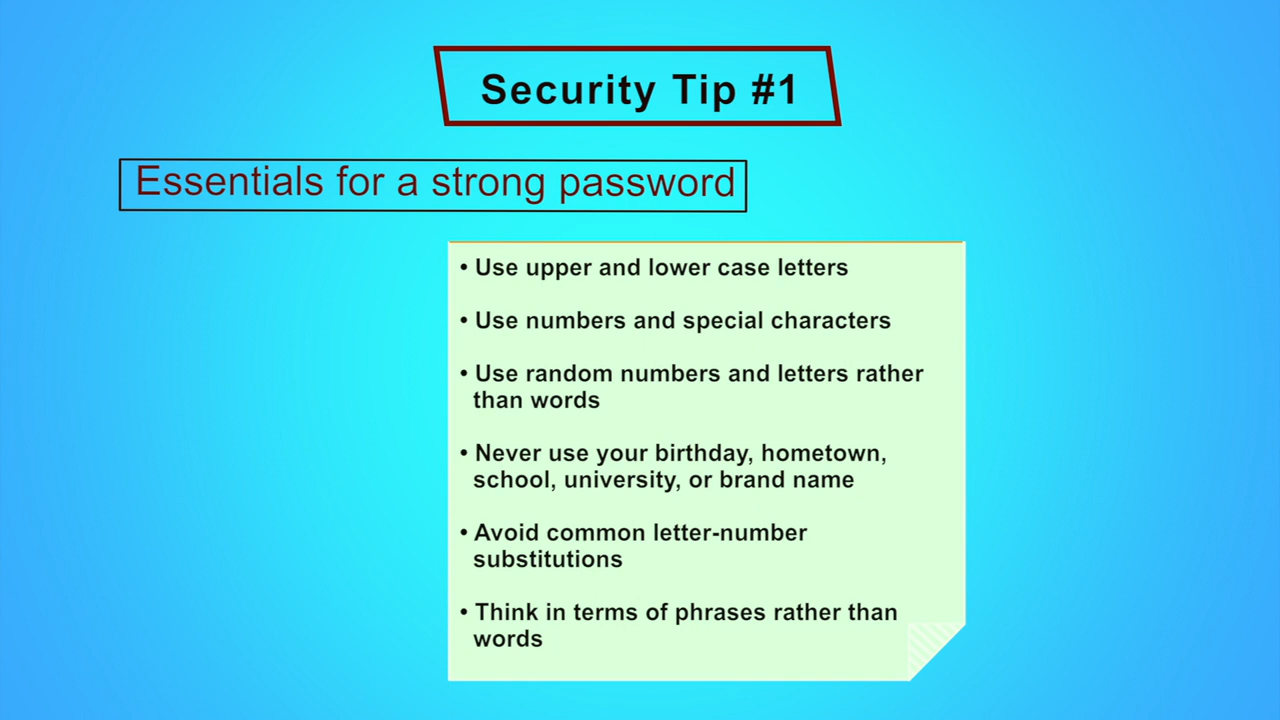 Security Tip #1
Essentials for a strong password
• Use upper and lower case letters
• Use numbers and special characters
• Use random numbers and letters rather
than words
• Never use your birthday, hometown,
school, university, or brand name
• Avoid common letter-number
substitutions
• Think in terms of phrases rather than
words